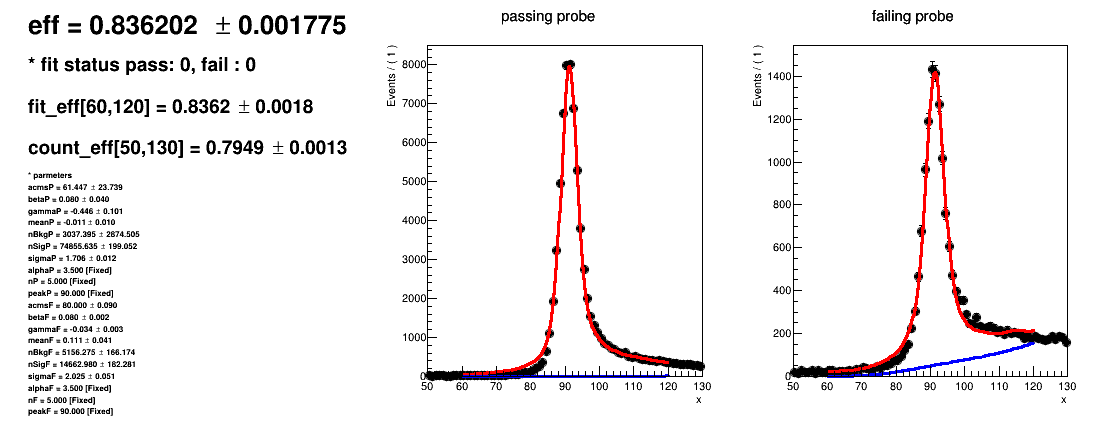 eff = 0.836202 ± 0.001775
* fit status pass: 0, fail : 0
fit_eff[60,120] = 0.8362 ± 0.0018
count_eff[50,130] = 0.7949 ± 0.0013
* parmeters
acmsP = 61.447 ± 23.739
betaP = 0.080 ± 0.040
gammaP = -0.446 ± 0.101
meanP = -0.011 ± 0.010
nBkgP = 3037.395 ± 2874.505
nSigP = 74855.635 ± 199.052
sigmaP = 1.706 ± 0.012
alphaP = 3.500 [Fixed]
nP = 5.000 [Fixed]
peakP = 90.000 [Fixed]
acmsF = 80.000 ± 0.090
betaF = 0.080 ± 0.002
gammaF = -0.034 ± 0.003
meanF = 0.111 ± 0.041
nBkgF = 5156.275 ± 166.174
nSigF = 14662.980 ± 182.281
sigmaF = 2.025 ± 0.051
alphaF = 3.500 [Fixed]
nF = 5.000 [Fixed]
peakF = 90.000 [Fixed]
passing probe
Events / ( 1 )
8000
7000
6000
5000
4000
3000
2000
1000
0
50 60 70 80 90 100 110 120 130
x
failing probe
Events / ( 1 )
1400
1200
1000
800
600
400
200
0
50 60 70 80 90 100 110 120 130
x